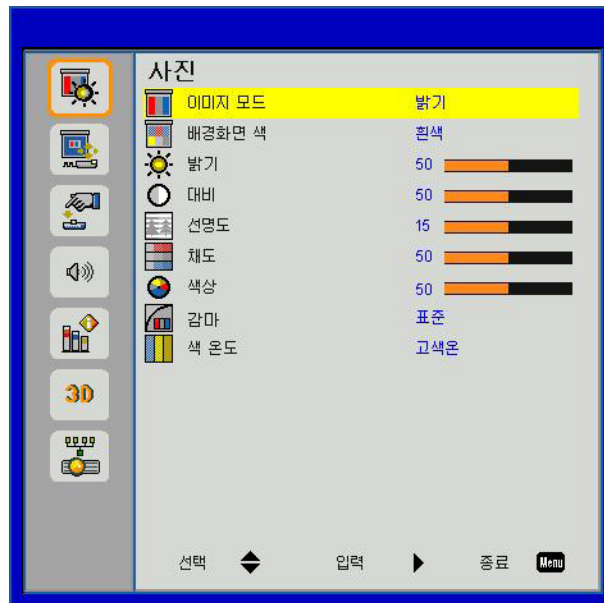 사진
이미지 모드 밝기
배경화면 색 흰색
밝기 50
대비 50
선명도 15
채도 50
색상 50
감마 표준
색 온도 고색온
3D
선택 입력 종료 Menu